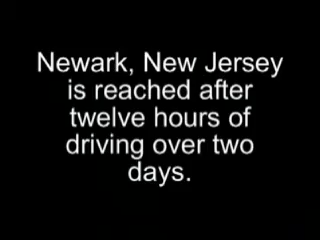 Newark, New Jersey
is reached after
twelve hours of
driving over two
days.